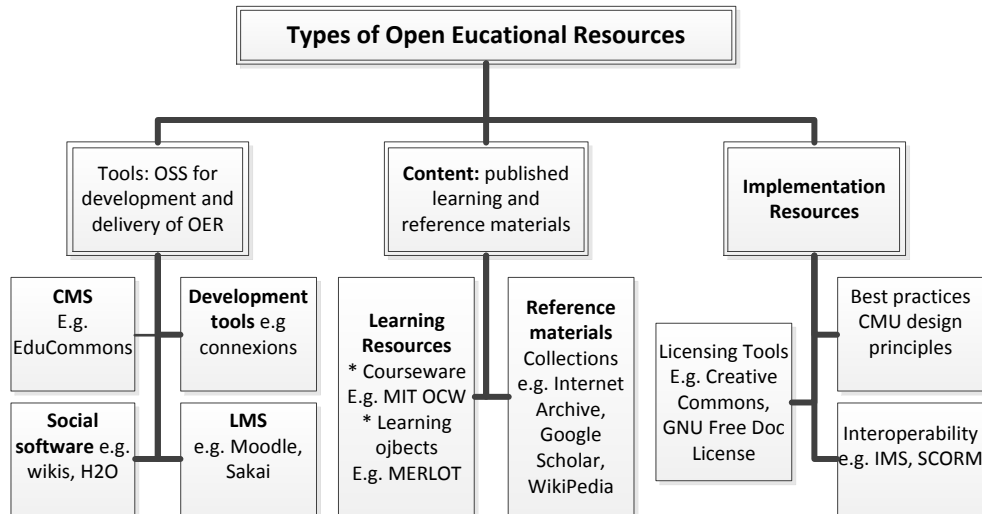 Types of Open Eucational Resources
Tools: OSS for
development and
delivery of OER
Content: published
learning and
reference materials
Implementation
Resources
CMS
E.g.
EduCommons
Development
tools e.g
connexions
Social
software e.g.
wikis, H2O
LMS
e.g. Moodle,
Sakai
Learning
Resources
* Courseware
E.g. MIT OCW
* Learning
ojbects
E.g. MERLOT
Reference
materials
Collections
e.g. Internet
Archive,
Google
Scholar,
WikiPedia
Licensing Tools
E.g. Creative
Commons,
GNU Free Doc
License
Best practices
CMU design
principles
Interoperability
e.g. IMS, SCORM